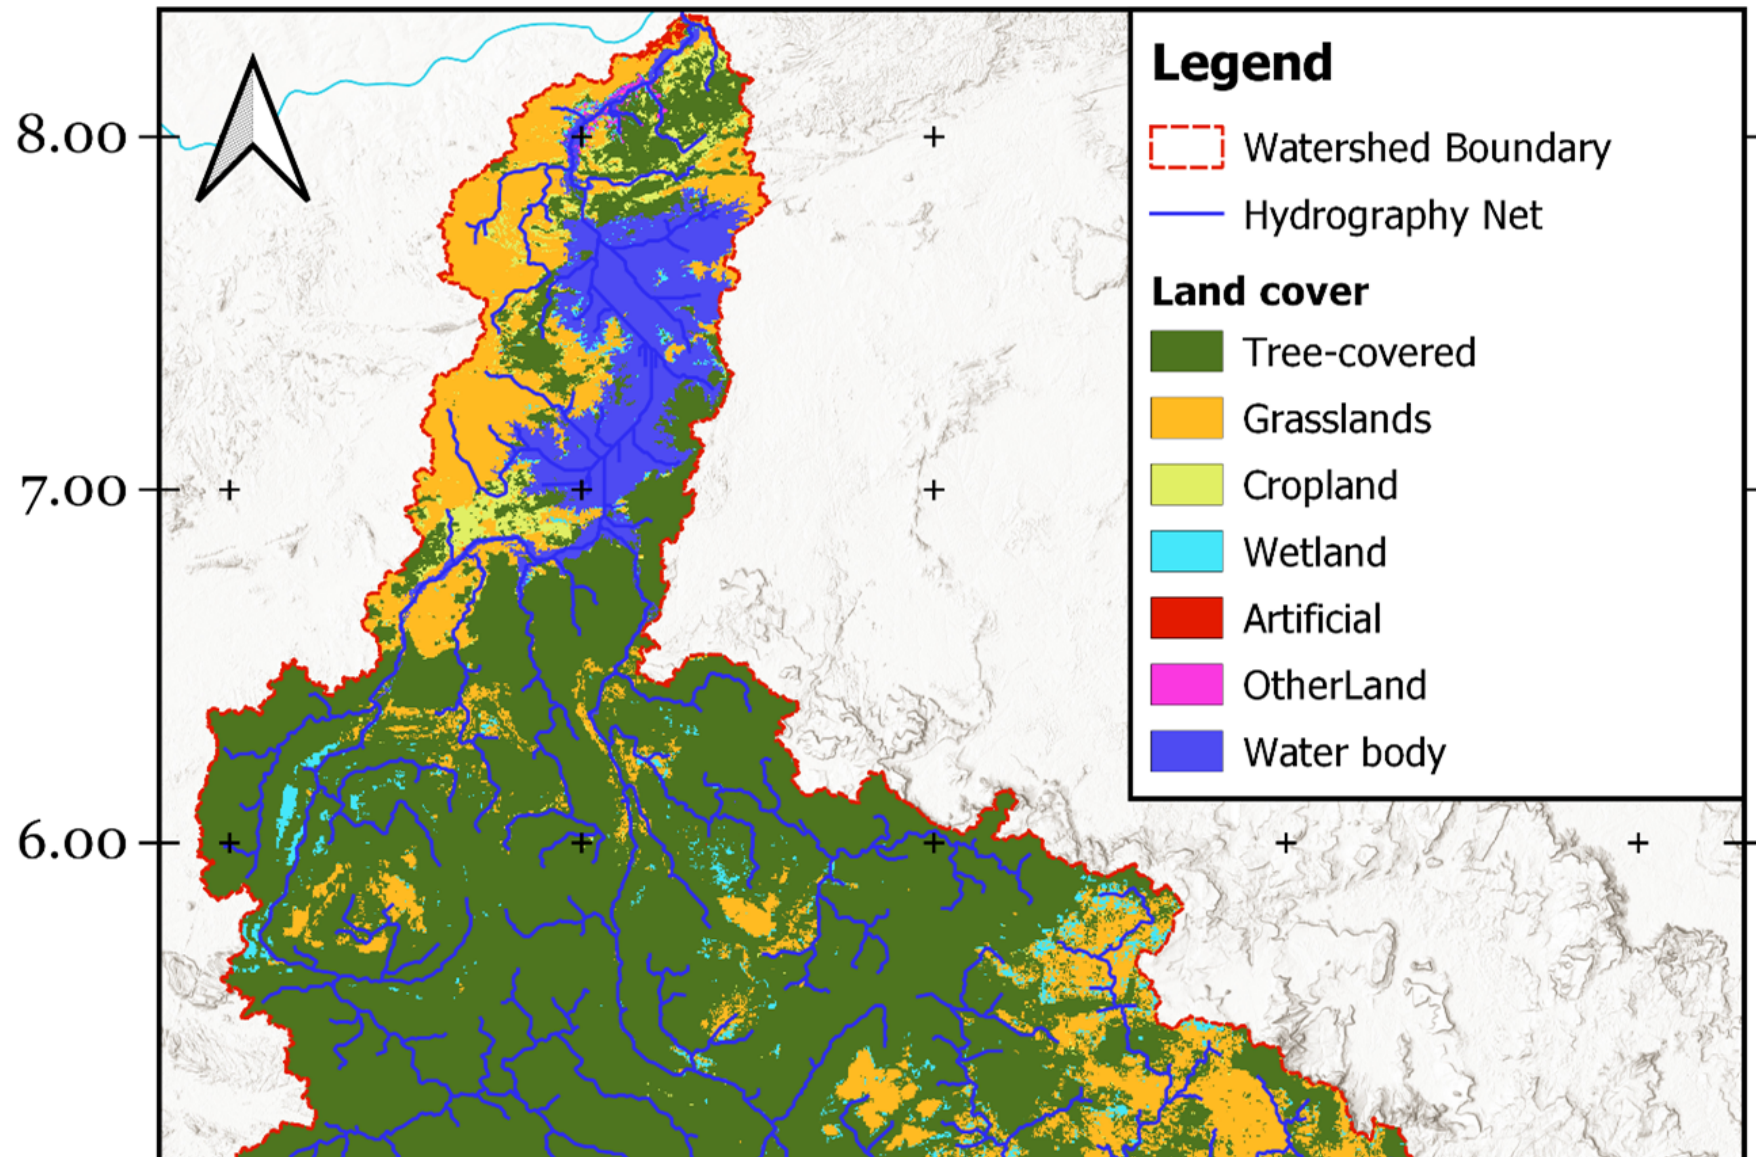 Legend
Watershed Boundary
Hydrography Net
Land cover
Tree-covered
Grasslands
Cropland
Wetland
Artificial
OtherLand
Water body
8.00
7.00
6.00